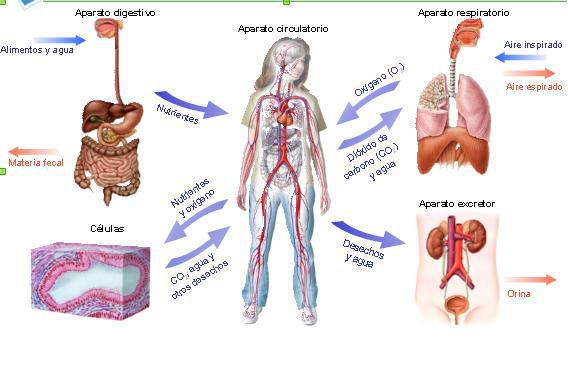 Aparato digestivo
Aparato circulatorio
Aparato respiratorio
Alimentos y agua
Nutrientes
Materia fecal
Oxígeno (O₂)
Dióxido de
carbono (CO₂)
y agua
Aire inspirado
Aire espirado
Nutrientes
y oxígeno
Células
CO₂, agua y
otros desechos
Desechos
y agua
Aparato excretor
Orina